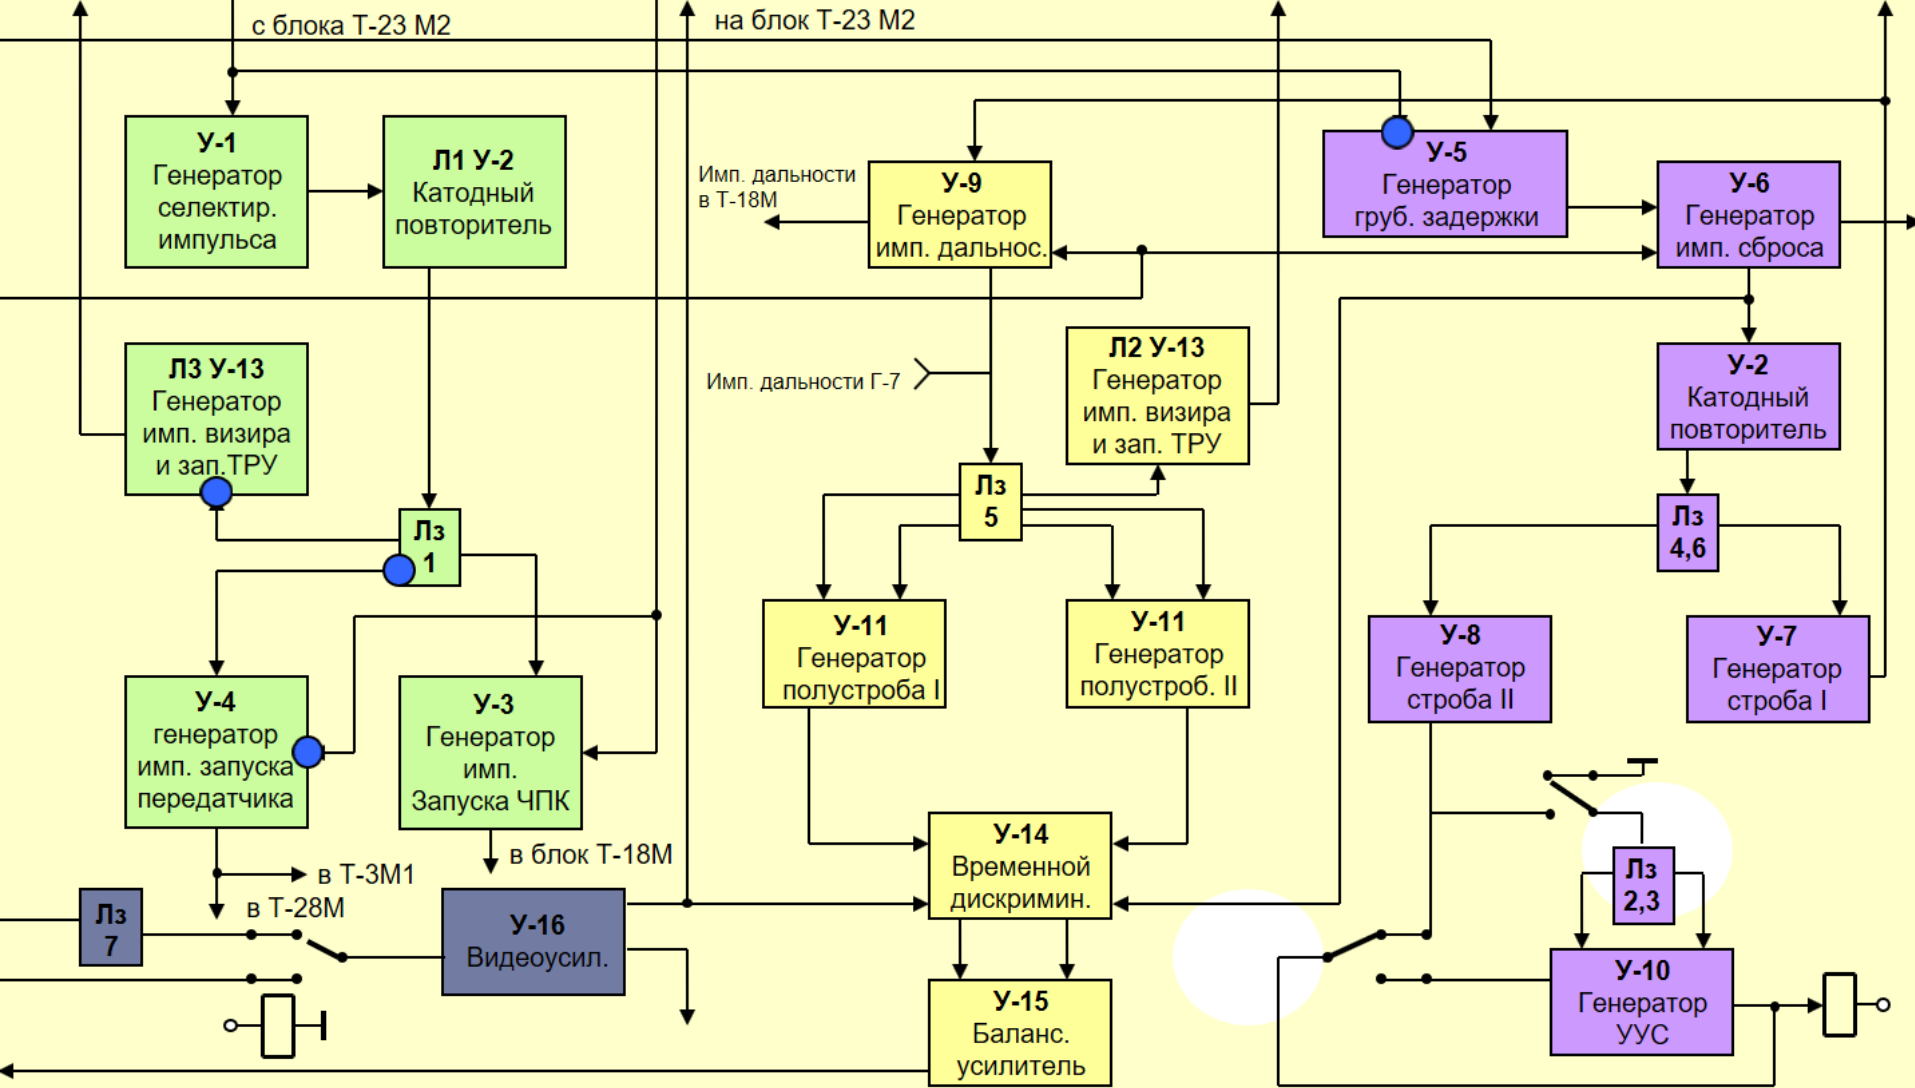 с блока Т-23 М2
на блок Т-23 М2
У-1
Генератор
селектир.
импульса
Л1 У-2
Катодный
повторитель
Имп. дальности
в Т-18М
У-9
Генератор
имп. дальнос.
У-5
Генератор
груб. задержки
У-6
Генератор
имп. сброса
Л3 У-13
Генератор
имп. визира
и зап.ТРУ
Имп. дальности Г-7
Л2 У-13
Генератор
имп. визира
и зап. ТРУ
У-2
Катодный
повторитель
Лз
1
Лз
5
Лз
4,6
У-4
генератор
имп. запуска
передатчика
У-3
Генератор
имп.
Запуска ЧПК
У-11
Генератор
полустроба I
У-11
Генератор
полустроб. II
У-8
Генератор
строба II
У-7
Генератор
строба I
в Т-3М1
в Т-28М
в блок Т-18М
Лз
7
У-16
Видеоусил.
У-14
Временной
дискримин.
У-15
Баланс.
усилитель
Лз
2,3
У-10
Генератор
УУС